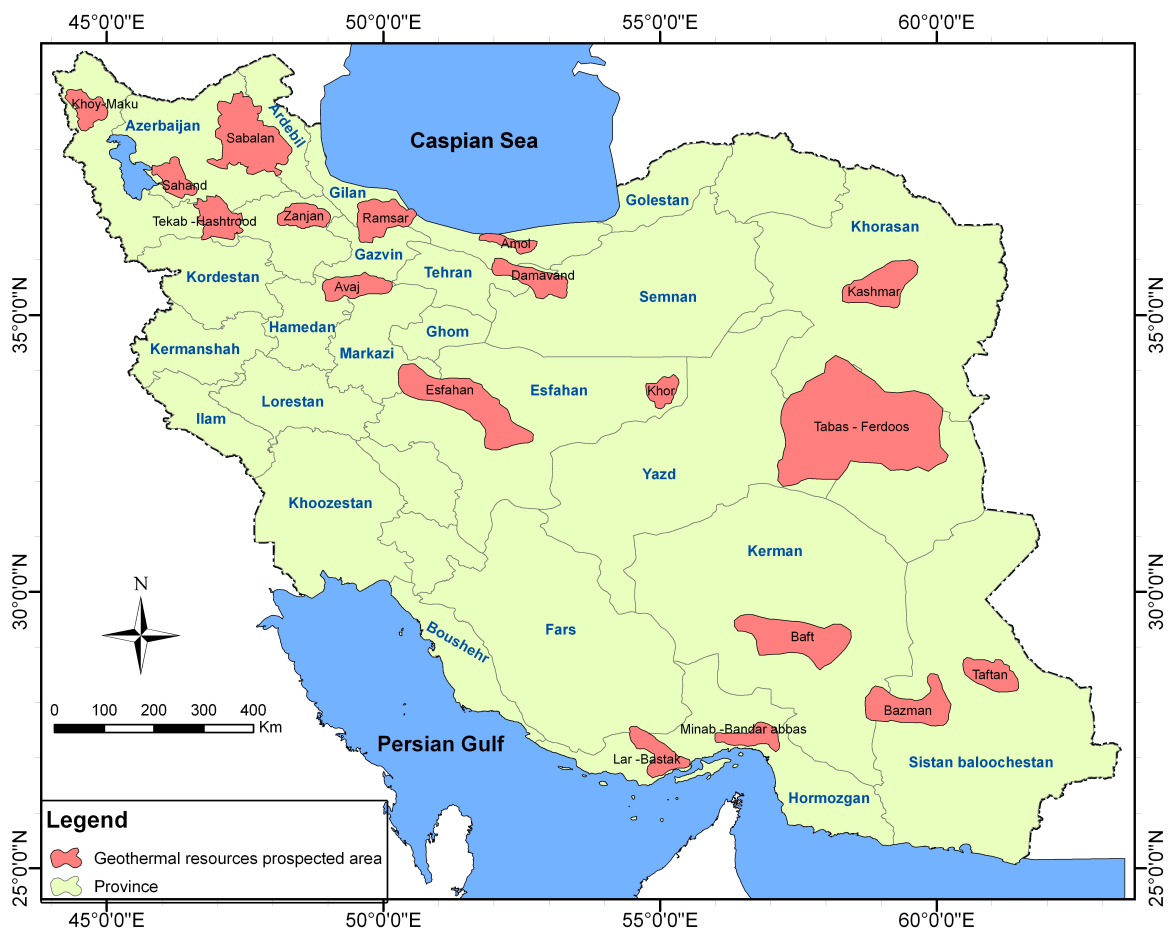 45°0'0"E 50°0'0"E 55°0'0"E 60°0'0"E
Khoy-Maku
Azerbaijan
Ardebil
Sabalan
Caspian Sea
Sahand
Gilan
Golestan
Tekab -Hashtrood
Zanjan
Ramsar
Khorasan
Amol
Gazvin
Tehran
Damavand
Kordestan
Avaj
Semnan
Kashmar
35°0'0"N 35°0'0"N
Hamedan
Ghom
Kermanshah
Markazi
Esfahan
Esfahan
Khor
Lorestan
Ilam
Tabas - Ferdoos
Yazd
Khoozestan
Kerman
30°0'0"N 30°0'0"N
N
Boushehr
Fars
Baft
Taftan
0 100 200 300 400
Km
Bazman
Minab -Bandar abbas
Persian Gulf
Lar -Bastak
Sistan baloochestan
Hormozgan
Legend
Geothermal resources prospected area
Province
25°0'0"N 25°0'0"N
45°0'0"E 50°0'0"E 55°0'0"E 60°0'0"E